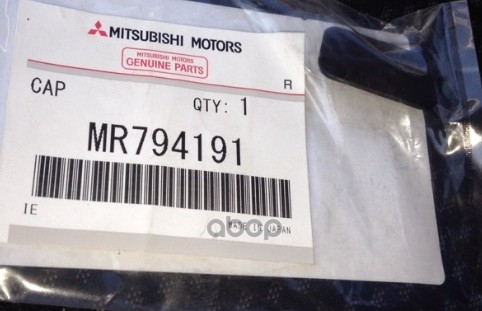 MITSUBISHI MOTORS
MITSUBISHI MOTORS
GENUINE PARTS
R
CAP
QTY: 1
MR794191
IE
MADE IN JAPAN